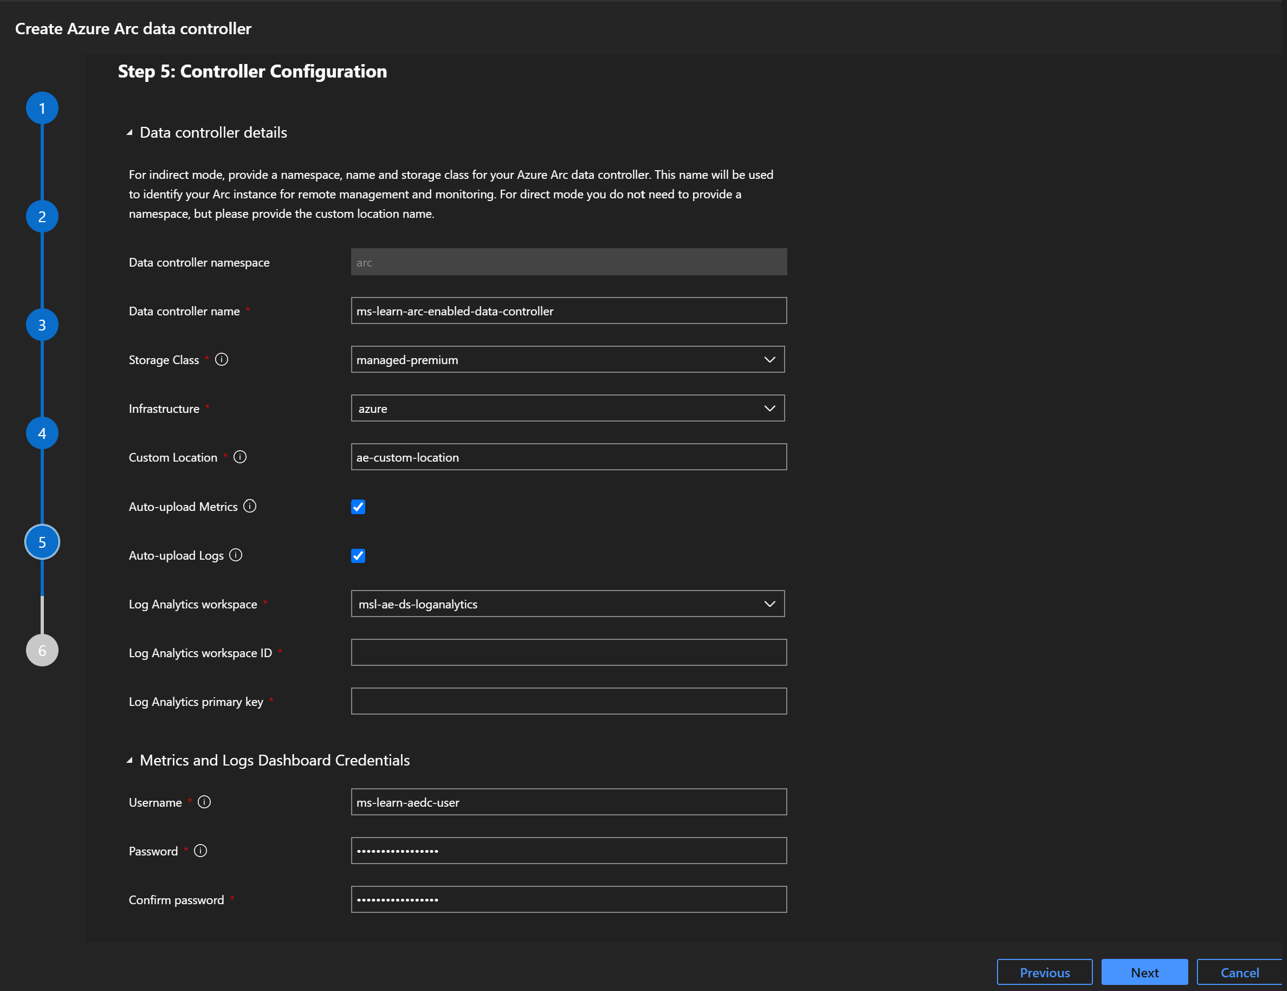 Create Azure Arc data controller
Step 5: Controller Configuration
1
2
3
4
5
6
Data controller details
For indirect mode, provide a namespace, name and storage class for your Azure Arc data controller. This name will be used
to identify your Arc instance for remote management and monitoring. For direct mode you do not need to provide a
namespace, but please provide the custom location name.
Data controller namespace arc
Data controller name * ms-learn-arc-enabled-data-controller
Storage Class * managed-premium
Infrastructure * azure
Custom Location * ae-custom-location
Auto-upload Metrics
Auto-upload Logs
Log Analytics workspace * msl-ae-ds-loganalytics
Log Analytics workspace ID *
Log Analytics primary key *
Metrics and Logs Dashboard Credentials
Username * ms-learn-aedc-user
Password * •••••••••••••••••
Confirm password * •••••••••••••••••
Previous Next Cancel